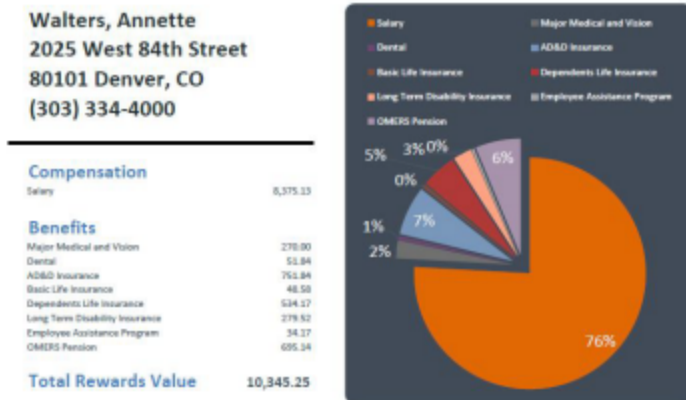 Walters, Annette
2025 West 84th Street
80101 Denver, CO
(303) 334-4000
Compensation
Salary 8,375.13
Benefits
Major Medical and Vision 270.00
Dental 51.84
AD&D Insurance 751.84
Basic Life Insurance 48.58
Dependents Life Insurance 534.17
Long Term Disability Insurance 279.52
Employee Assistance Program 34.17
OMERS Pension 695.14
Total Rewards Value 10,345.25
Salary Major Medical and Vision
Dental AD&D Insurance
Basic Life Insurance Dependents Life Insurance
Long Term Disability Insurance Employee Assistance Program
OMERS Pension
5% 3% 0% 6%
0%
7%
1%
2%
76%